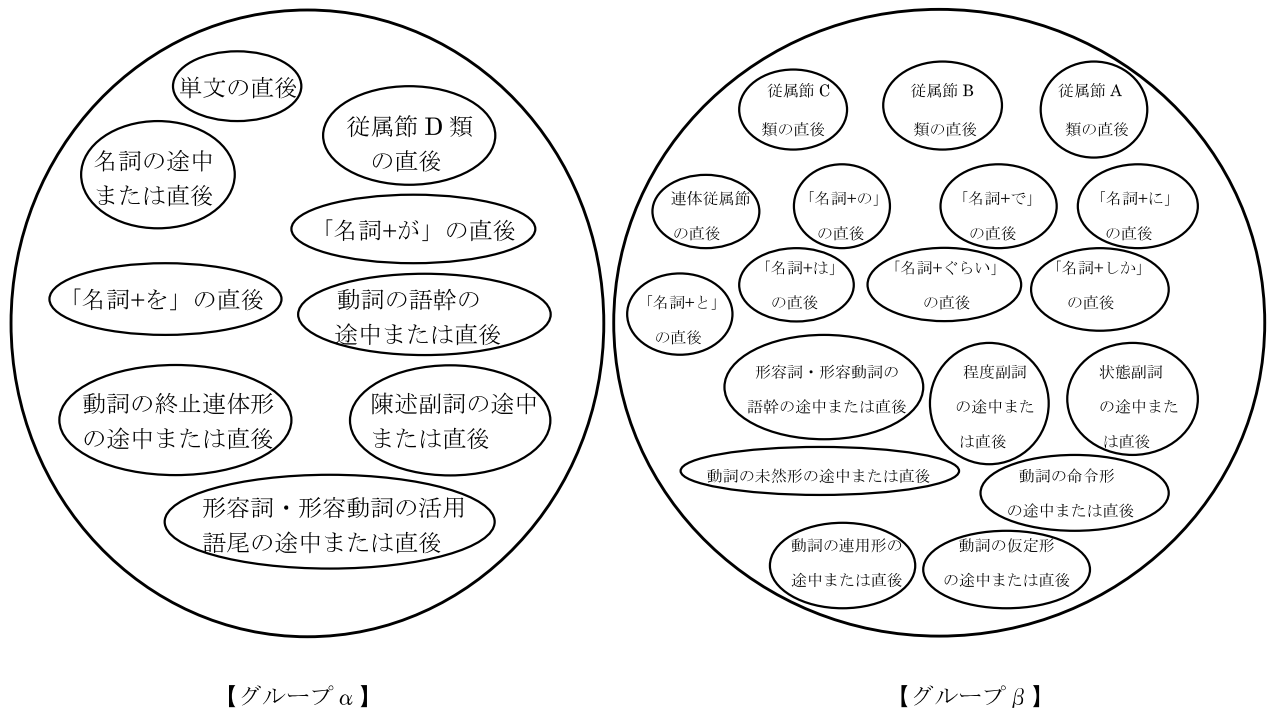 単文の直後
従属節 D 類
の直後
名詞の途中
または直後
「名詞+が」の直後
「名詞+を」の直後
動詞の語幹の
途中または直後
動詞の終止連体形
の途中または直後
陳述副詞の途中
または直後
形容詞・形容動詞の活用
語尾の途中または直後
【グループ α】
従属節 C
類の直後
従属節 B
類の直後
従属節 A
類の直後
連体従属節
の直後
「名詞+の」
の直後
「名詞+で」
の直後
「名詞+に」
の直後
「名詞+と」
の直後
「名詞+は」
の直後
「名詞+ぐらい」
の直後
「名詞+しか」
の直後
形容詞・形容動詞の
語幹の途中または直後
程度副詞
の途中また
は直後
状態副詞
の途中また
は直後
動詞の未然形の途中または直後
動詞の命令形
の途中または直後
動詞の連用形の
途中または直後
動詞の仮定形
の途中または直後
【グループ β】